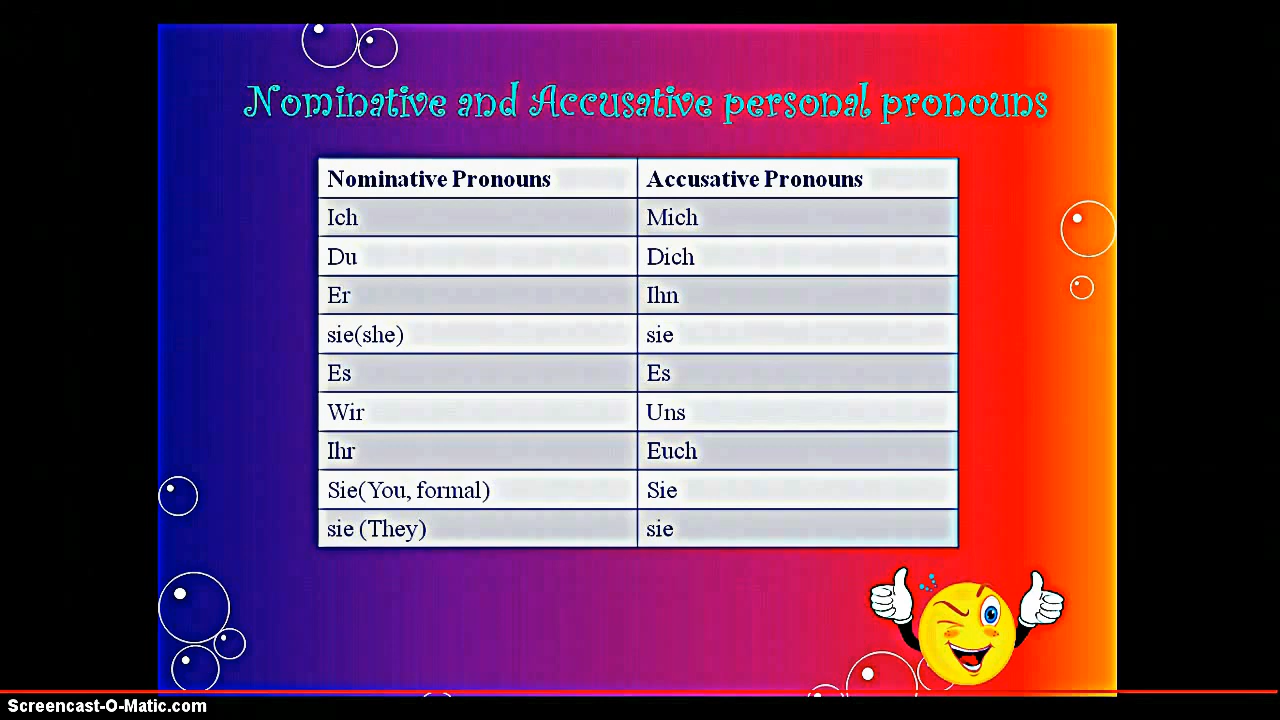 Nominative and Accusative personal pronouns
Nominative Pronouns Accusative Pronouns
Ich Mich
Du Dich
Er Ihn
sie(she) sie
Es Es
Wir Uns
Ihr Euch
Sie(You, formal) Sie
sie (They) sie
Screencast-O-Matic.com